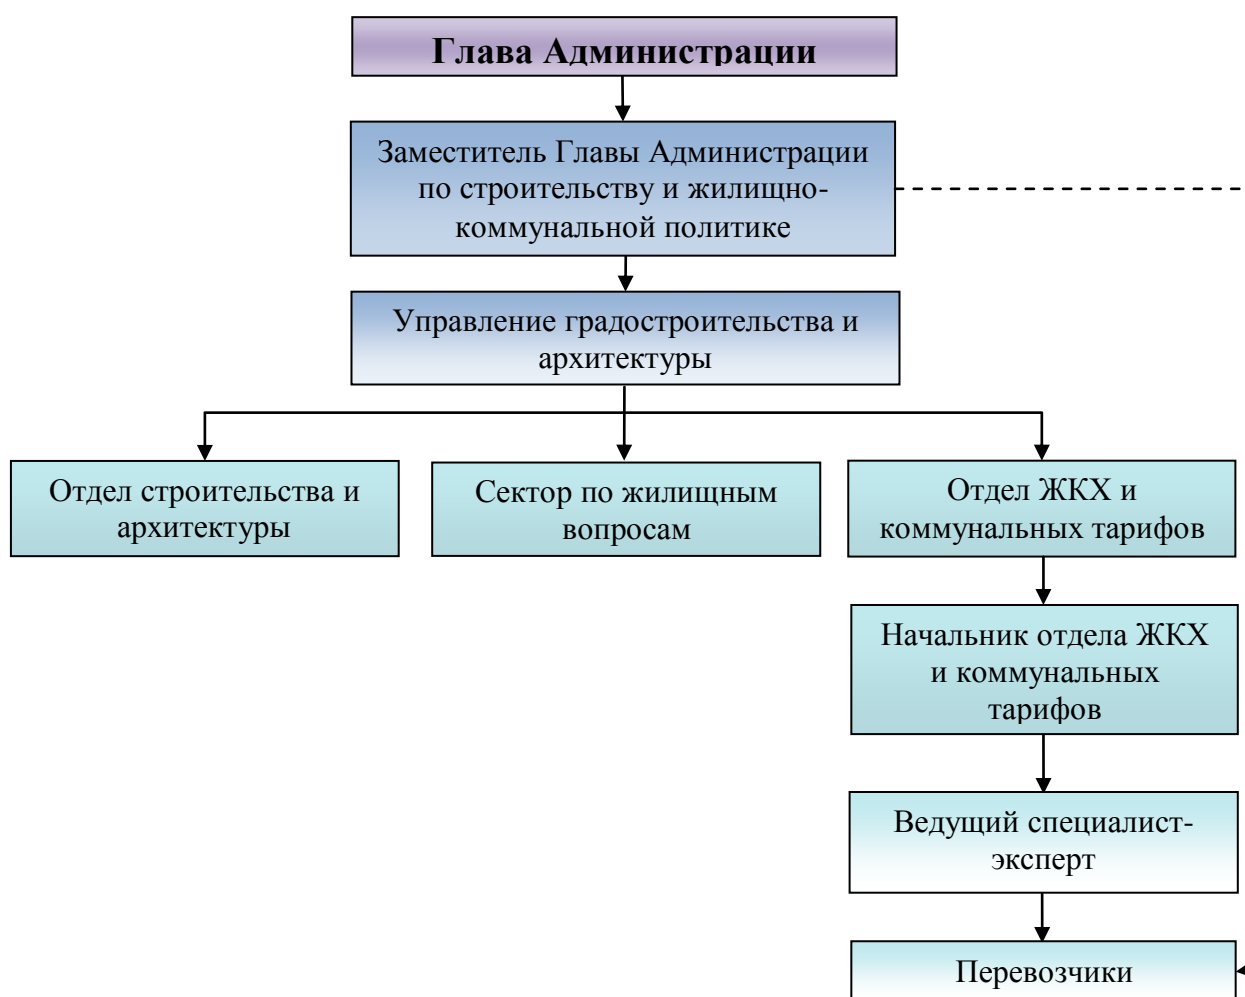 Глава Администрации
Заместитель Главы Администрации
по строительству и жилищно-
коммунальной политике
Управление градостроительства и
архитектуры
Отдел строительства и
архитектуры
Сектор по жилищным
вопросам
Отдел ЖКХ и
коммунальных тарифов
Начальник отдела ЖКХ
и коммунальных
тарифов
Ведущий специалист-
эксперт
Перевозчики